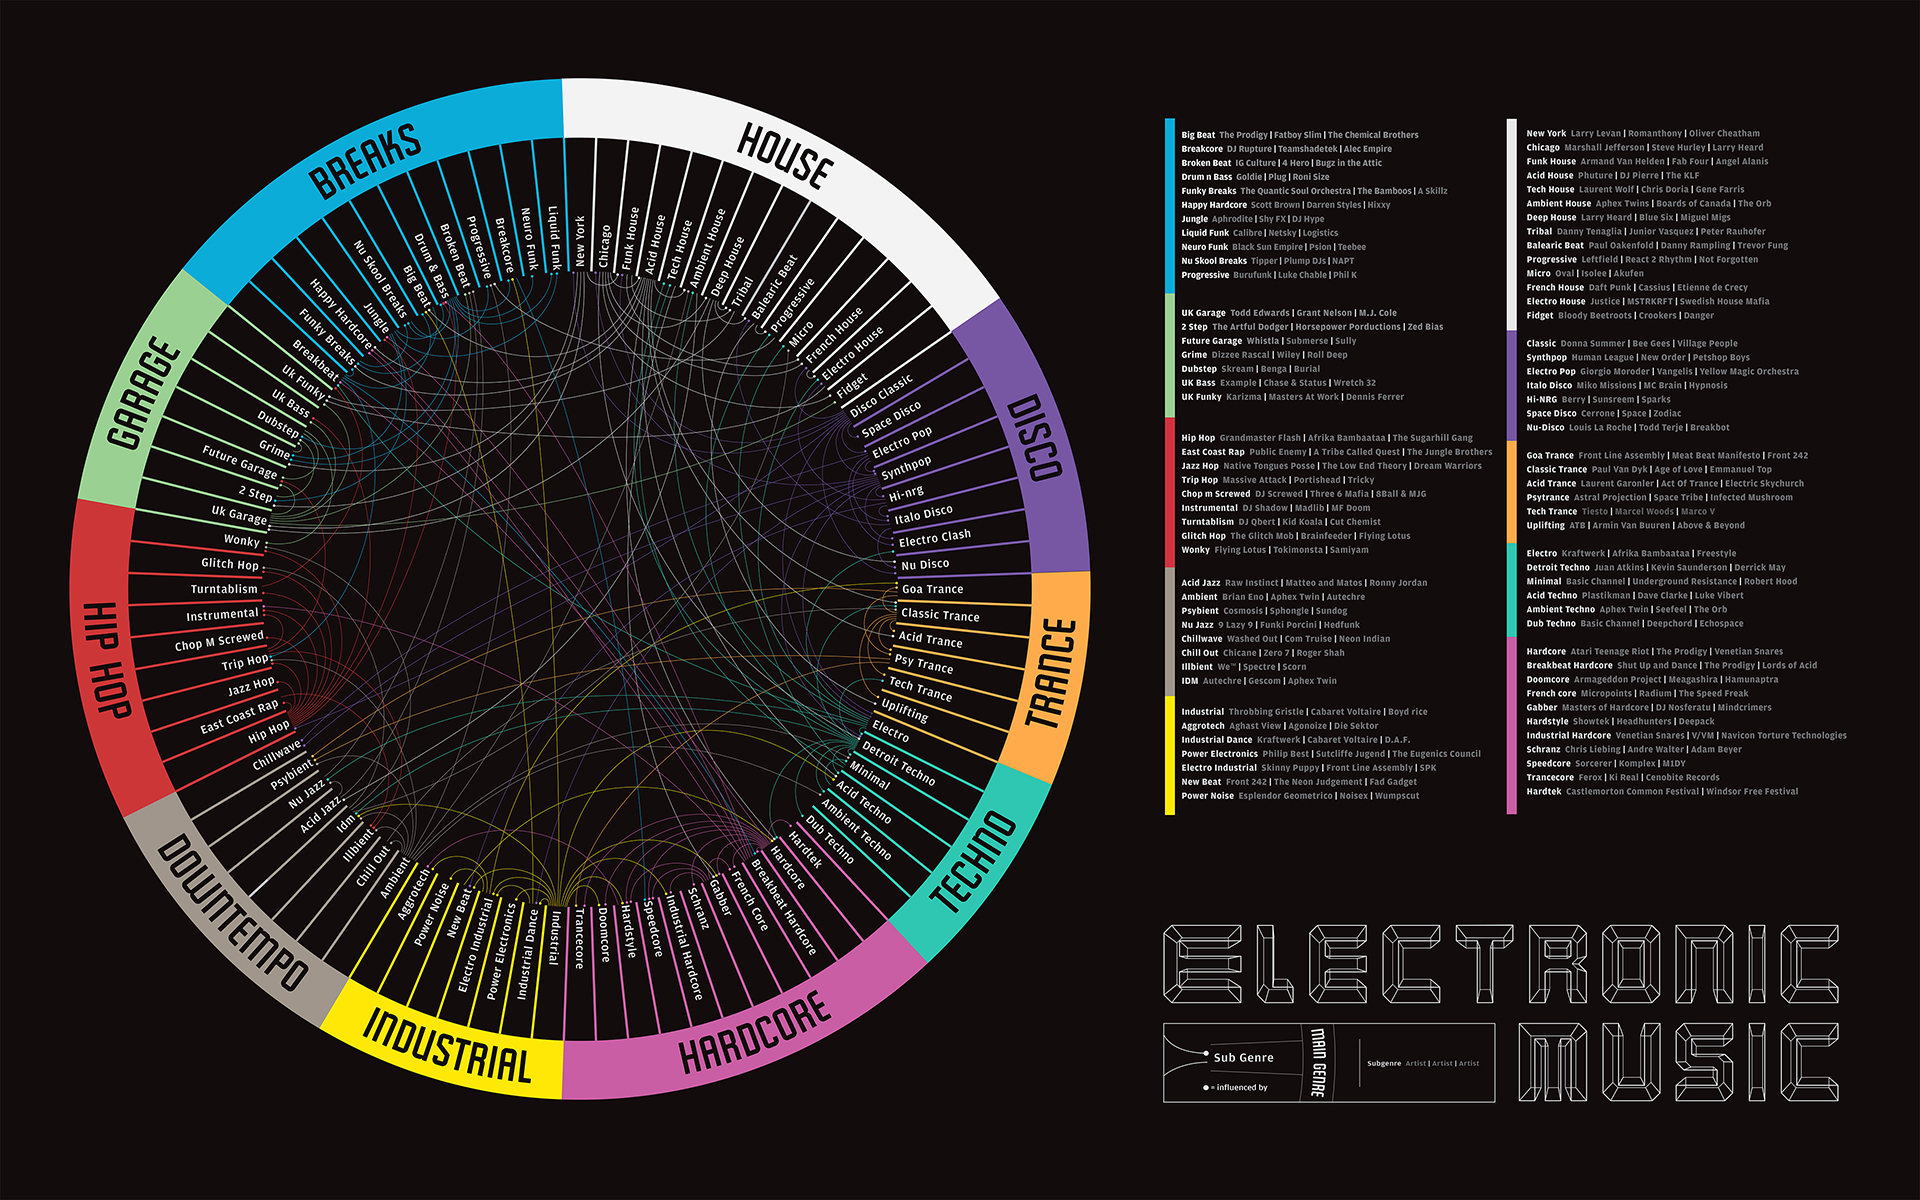 BREAKS
HOUSE
DISCO
TRANCE
TECHNO
HARDCORE
INDUSTRIAL
DOWNTEMPO
HIP HOP
GARAGE
New York
Chicago
Funk House
Acid House
Tech House
Ambient House
Deep House
Tribal
Balearic Beat
Progressive
Micro
French House
Electro House
Fidget
Disco Classic
Space Disco
Electro Pop
Synthpop
Hi-nrg
Italo Disco
Electro Clash
Nu Disco
Goa Trance
Classic Trance
Acid Trance
Psy Trance
Tech Trance
Uplifting
Electro
Detroit Techno
Minimal
Acid Techno
Ambient Techno
Dub Techno
Hardtek
Hardcore
Breakbeat Hardcore
French Core
Gabber
Schranz
Industrial Hardcore
Speedcore
Hardstyle
Doomcore
Trancecore
Industrial
Industrial Dance
Power Electronics
Electro Industrial
New Beat
Power Noise
Aggrotech
Ambient
Chill Out
Illbient
Idm
Acid Jazz
Nu Jazz
Psybient
Chillwave
Hip Hop
East Coast Rap
Jazz Hop
Trip Hop
Chop M Screwed
Instrumental
Turntablism
Glitch Hop
Wonky
Uk Garage
2 Step
Future Garage
Grime
Dubstep
Uk Bass
Uk Funky
Breakbeat
Funky Breaks
Happy Hardcore
Jungle
Nu Skool Breaks
Big Beat
Drum & Bass
Broken Beat
Progressive
Breakcore
Neuro Funk
Liquid Funk
Big Beat The Prodigy | Fatboy Slim | The Chemical Brothers
Breakcore DJ Rupture | Teamshadetek | Alec Empire
Broken Beat IG Culture | 4 Hero | Bugz in the Attic
Drum n Bass Goldie | Plug | Roni Size
Funky Breaks The Quantic Soul Orchestra | The Bamboos | A Skillz
Happy Hardcore Scott Brown | Darren Styles | Hixxy
Jungle Aphrodite | Shy FX | DJ Hype
Liquid Funk Calibre | Netsky | Logistics
Neuro Funk Black Sun Empire | Psion | Teebee
Nu Skool Breaks Tipper | Plump DJs | NAPT
Progressive Burufunk | Luke Chable | Phil K
UK Garage Todd Edwards | Grant Nelson | M.J. Cole
2 Step The Artful Dodger | Horsepower Porductions | Zed Bias
Future Garage Whistla | Submerse | Sully
Grime Dizzee Rascal | Wiley | Roll Deep
Dubstep Skream | Benga | Burial
UK Bass Example | Chase & Status | Wretch 32
UK Funky Karizma | Masters At Work | Dennis Ferrer
Hip Hop Grandmaster Flash | Afrika Bambaataa | The Sugarhill Gang
East Coast Rap Public Enemy | A Tribe Called Quest | The Jungle Brothers
Jazz Hop Native Tongues Posse | The Low End Theory | Dream Warriors
Trip Hop Massive Attack | Portishead | Tricky
Chop m Screwed DJ Screwed | Three 6 Mafia | 8Ball & MJG
Instrumental DJ Shadow | Madlib | MF Doom
Turntablism DJ Qbert | Kid Koala | Cut Chemist
Glitch Hop The Glitch Mob | Brainfeeder | Flying Lotus
Wonky Flying Lotus | Tokimonsta | Samiyam
Acid Jazz Raw Instinct | Matteo and Matos | Ronny Jordan
Ambient Brian Eno | Aphex Twin | Autechre
Psybient Cosmosis | Sphongle | Sundog
Nu Jazz 9 Lazy 9 | Funki Porcini | Hedfunk
Chillwave Washed Out | Com Truise | Neon Indian
Chill Out Chicane | Zero 7 | Roger Shah
Illbient We™ | Spectre | Scorn
IDM Autechre | Gescom | Aphex Twin
Industrial Throbbing Gristle | Cabaret Voltaire | Boyd rice
Aggrotech Aghast View | Agonoize | Die Sektor
Industrial Dance Kraftwerk | Cabaret Voltaire | D.A.F.
Power Electronics Philip Best | Sutcliffe Jugend | The Eugenics Council
Electro Industrial Skinny Puppy | Front Line Assembly | SPK
New Beat Front 242 | The Neon Judgement | Fad Gadget
Power Noise Esplendor Geometrico | Noisex | Wumpscut
New York Larry Levan | Romanthony | Oliver Cheatham
Chicago Marshall Jefferson | Steve Hurley | Larry Heard
Funk House Armand Van Helden | Fab Four | Angel Alanis
Acid House Phuture | DJ Pierre | The KLF
Tech House Laurent Wolf | Chris Doria | Gene Farris
Ambient House Aphex Twins | Boards of Canada | The Orb
Deep House Larry Heard | Blue Six | Miguel Migs
Tribal Danny Tenaglia | Junior Vasquez | Peter Rauhofer
Balearic Beat Paul Oakenfold | Danny Rampling | Trevor Fung
Progressive Leftfield | React 2 Rhythm | Not Forgotten
Micro Oval | Isolee | Akufen
French House Daft Punk | Cassius | Etienne de Crecy
Electro House Justice | MSTRKRFT | Swedish House Mafia
Fidget Bloody Beetroots | Crookers | Danger
Classic Donna Summer | Bee Gees | Village People
Synthpop Human League | New Order | Petshop Boys
Electro Pop Giorgio Moroder | Vangelis | Yellow Magic Orchestra
Italo Disco Miko Missions | MC Brain | Hypnosis
Hi-NRG Berry | Sunsreem | Sparks
Space Disco Cerrone | Space | Zodiac
Nu-Disco Louis La Roche | Todd Terje | Breakbot
Goa Trance Front Line Assembly | Meat Beat Manifesto | Front 242
Classic Trance Paul Van Dyk | Age of Love | Emmanuel Top
Acid Trance Laurent Garonler | Act Of Trance | Electric Skychurch
Psytrance Astral Projection | Space Tribe | Infected Mushroom
Tech Trance Tiesto | Marcel Woods | Marco V
Uplifting ATB | Armin Van Buuren | Above & Beyond
Electro Kraftwerk | Afrika Bambaataa | Freestyle
Detroit Techno Juan Atkins | Kevin Saunderson | Derrick May
Minimal Basic Channel | Underground Resistance | Robert Hood
Acid Techno Plastikman | Dave Clarke | Luke Vibert
Ambient Techno Aphex Twin | Seefeel | The Orb
Dub Techno Basic Channel | Deepchord | Echospace
Hardcore Atari Teenage Riot | The Prodigy | Venetian Snares
Breakbeat Hardcore Shut Up and Dance | The Prodigy | Lords of Acid
Doomcore Armageddon Project | Meagashira | Hamunaptra
French core Micropoints | Radium | The Speed Freak
Gabber Masters of Hardcore | DJ Nosferatu | Mindcrimers
Hardstyle Showtek | Headhunters | Deepack
Industrial Hardcore Venetian Snares | V/VM | Navicon Torture Technologies
Schranz Chris Liebing | Andre Walter | Adam Beyer
Speedcore Sorcerer | Komplex | M1DY
Trancecore Ferox | Ki Real | Cenobite Records
Hardtek Castlemorton Common Festival | Windsor Free Festival
ELECTRONIC
MUSIC
Sub Genre
= influenced by
MAIN GENRE
Subgenre Artist | Artist | Artist